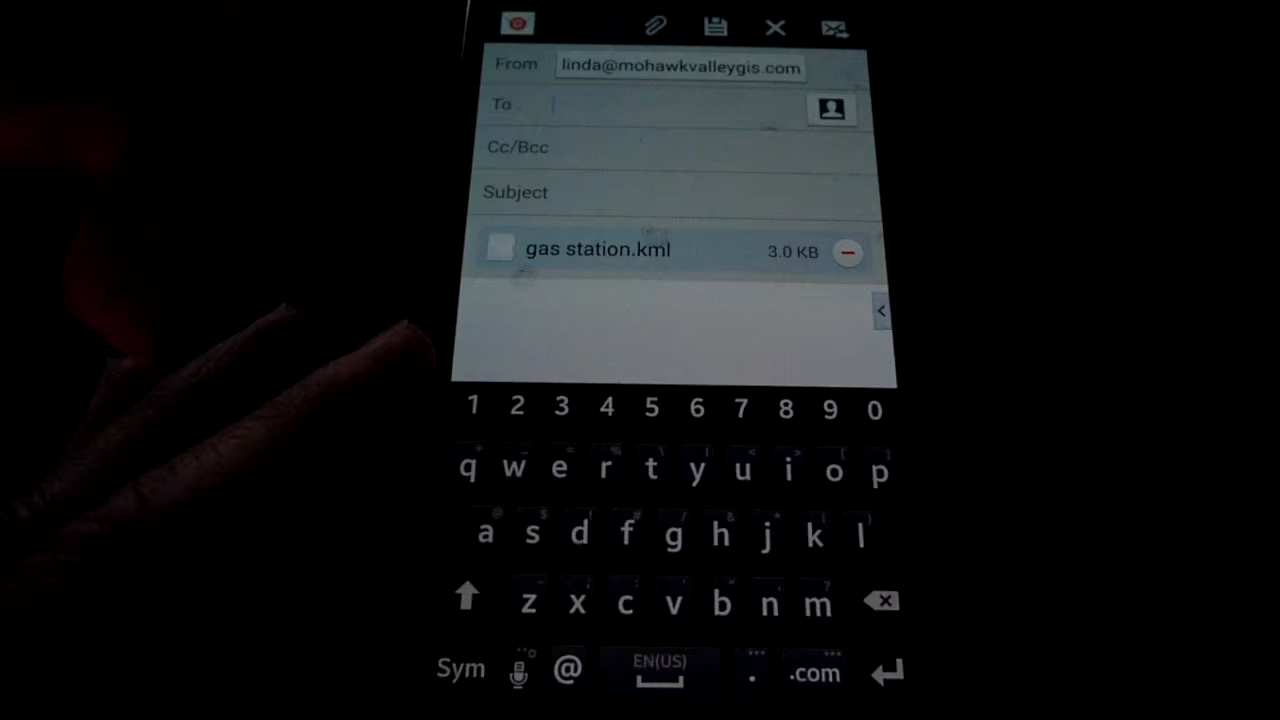 From linda@mohawkvalleygis.com
To
Cc/Bcc
Subject
gas station.kml 3.0 KB
1 2 3 4 5 6 7 8 9 0
q w e r t y u i o p
a s d f g h j k l
z x c v b n m
Sym @ EN(US) . .com